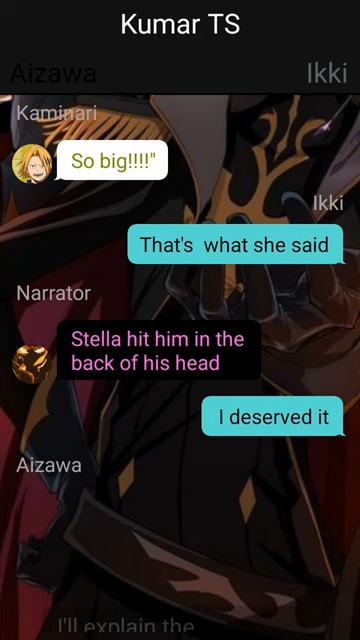 Kumar TS
Aizawa
Ikki
Kaminari
So big!!!!"
Ikki
That's  what she said
Narrator
Stella hit him in the
back of his head
I deserved it
Aizawa
I'll explain the